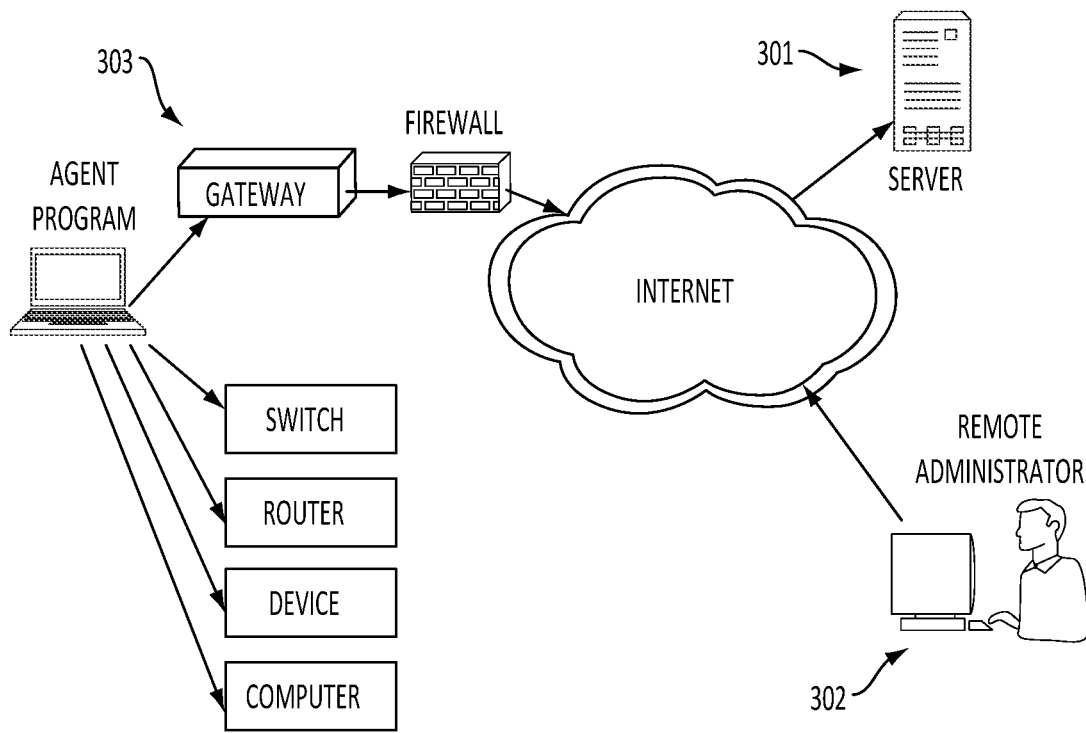 303
301
FIREWALL
AGENT
PROGRAM
GATEWAY
SERVER
INTERNET
SWITCH
REMOTE
ADMINISTRATOR
ROUTER
DEVICE
COMPUTER
302